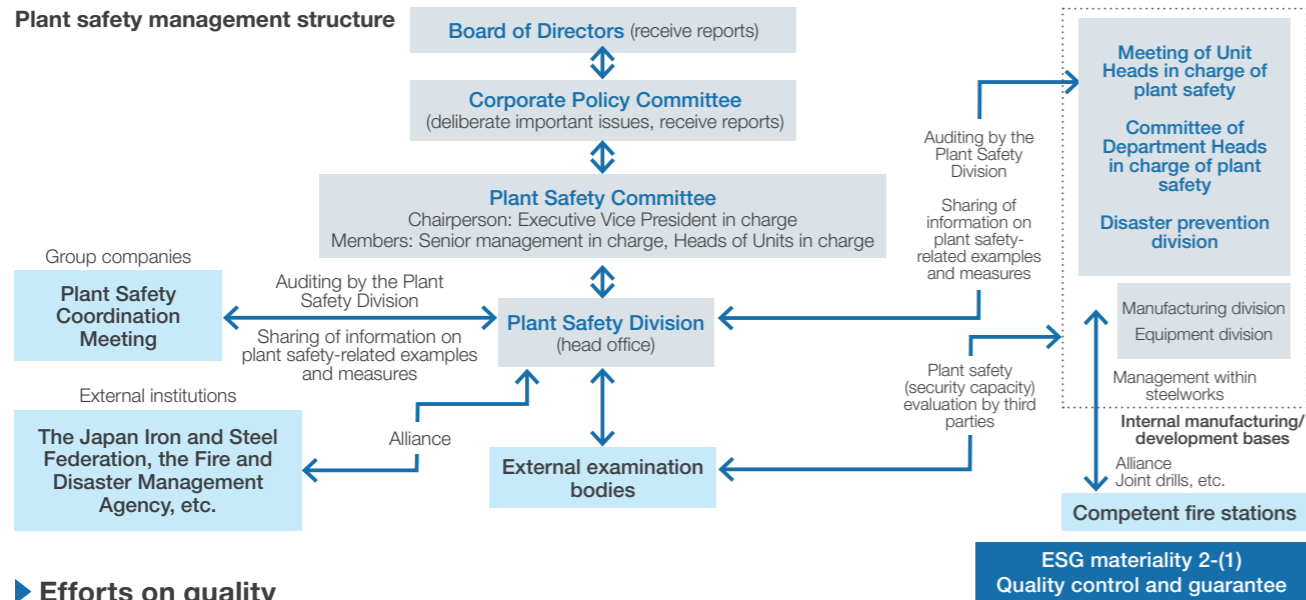 Plant safety management structure
Board of Directors (receive reports)
Corporate Policy Committee
(deliberate important issues, receive reports)
Plant Safety Committee
Chairperson: Executive Vice President in charge
Members: Senior management in charge, Heads of Units in charge
Group companies
Plant Safety
Coordination
Meeting
Auditing by the Plant
Safety Division
Sharing of information on
plant safety-related examples
and measures
Plant Safety Division
(head office)
External institutions
The Japan Iron and Steel
Federation, the Fire and
Disaster Management
Agency, etc.
Alliance
External examination
bodies
Auditing by the
Plant Safety
Division
Sharing of
information on
plant safety-
related examples
and measures
Plant safety
(security capacity)
evaluation by third
parties
Meeting of Unit
Heads in charge of
plant safety
Committee of
Department Heads
in charge of plant
safety
Disaster prevention
division
Manufacturing division
Equipment division
Management within
steelworks
Internal manufacturing/
development bases
Alliance
Joint drills, etc.
Competent fire stations
ESG materiality 2-(1)
Quality control and guarantee
Efforts on quality